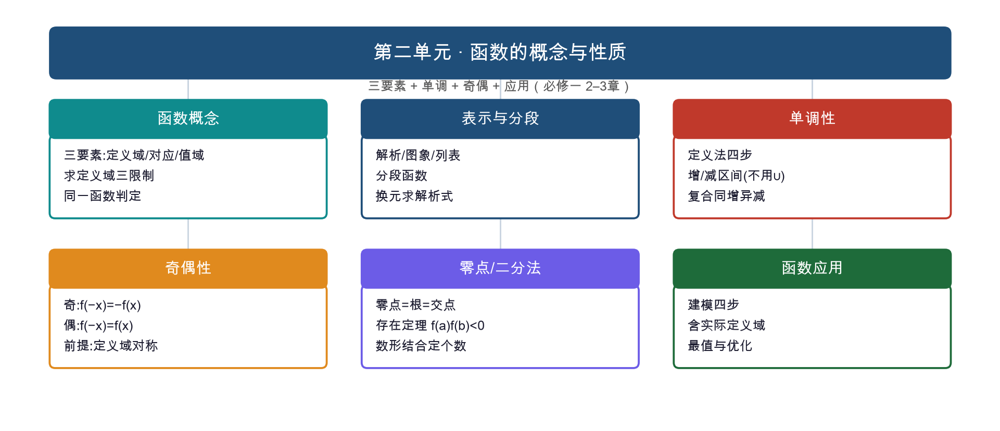 第二单元 · 函数的概念与性质
三要素 + 单调 + 奇偶 + 应用 ( 必修一 2–3章 )
函数概念
三要素:定义域/对应/值域
求定义域三限制
同一函数判定
表示与分段
解析/图象/列表
分段函数
换元求解析式
单调性
定义法四步
增/减区间(不用∪)
复合同增异减
奇偶性
奇:f(−x)=−f(x)
偶:f(−x)=f(x)
前提:定义域对称
零点/二分法
零点=根=交点
存在定理 f(a)f(b)<0
数形结合定个数
函数应用
建模四步
含实际定义域
最值与优化